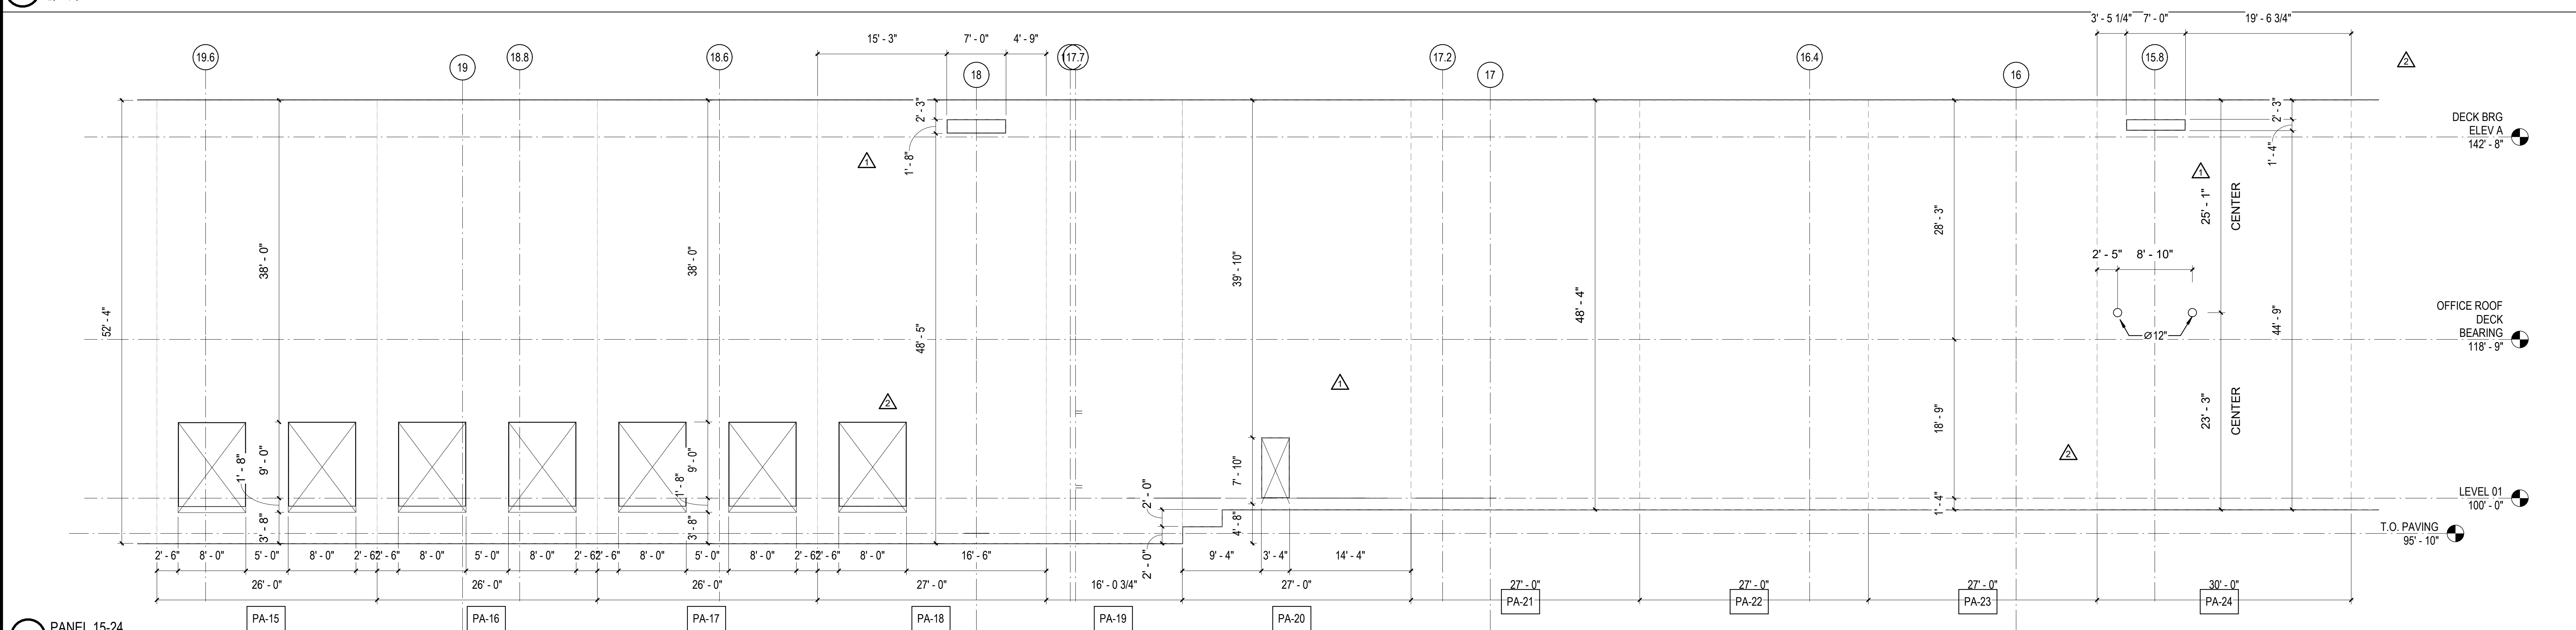 3' - 5 1/4" 7' - 0" 19' - 6 3/4"
15' - 3" 7' - 0" 4' - 9"
19.6 19 18.8 18.6 18 17.7 17.2 17 16.4 16 15.8
2
2' - 3"
1' - 8"
2' - 3"
1' - 4"
DECK BRG
ELEV A
142' - 8"
1
1
25' - 1"
CENTER
28' - 3"
38' - 0"
38' - 0"
39' - 10"
52' - 4"
48' - 5"
48' - 4"
2' - 5" 8' - 10"
Ø12"
44' - 9"
OFFICE ROOF
DECK
BEARING
118' - 9"
1
2
23' - 3"
CENTER
18' - 9"
2
9' - 0"
1' - 8"
9' - 0"
1' - 8"
7' - 10"
2' - 0"
1' - 4"
LEVEL 01
100' - 0"
3' - 8"
3' - 8"
4' - 8"
2' - 0"
T.O. PAVING
95' - 10"
2' - 6" 8' - 0" 5' - 0" 8' - 0" 2' - 6 2' - 6" 8' - 0" 5' - 0" 8' - 0" 2' - 6 2' - 6" 8' - 0" 5' - 0" 8' - 0" 2' - 6 2' - 6" 8' - 0" 16' - 6" 9' - 4" 3' - 4" 14' - 4"
26' - 0" 26' - 0" 26' - 0" 27' - 0" 16' - 0 3/4" 27' - 0" 27' - 0" 27' - 0" 27' - 0" 30' - 0"
PA-15 PA-16 PA-17 PA-18 PA-19 PA-20 PA-21 PA-22 PA-23 PA-24
PANEL 15-24